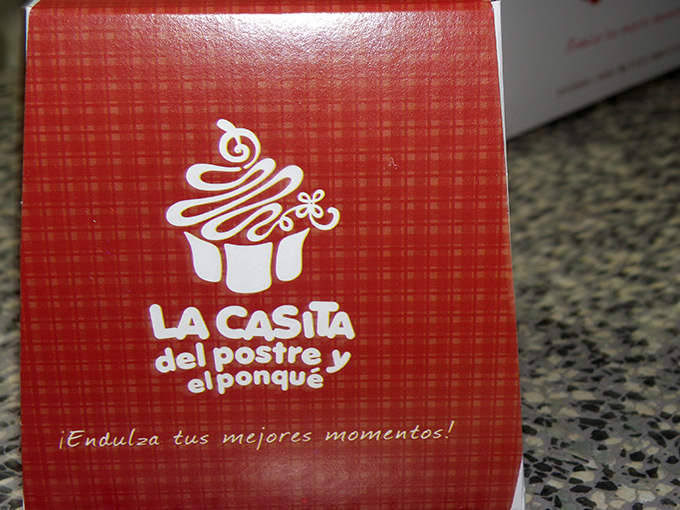 LA CASITA
del postre y
el ponqué
¡Endulza tus mejores momentos!